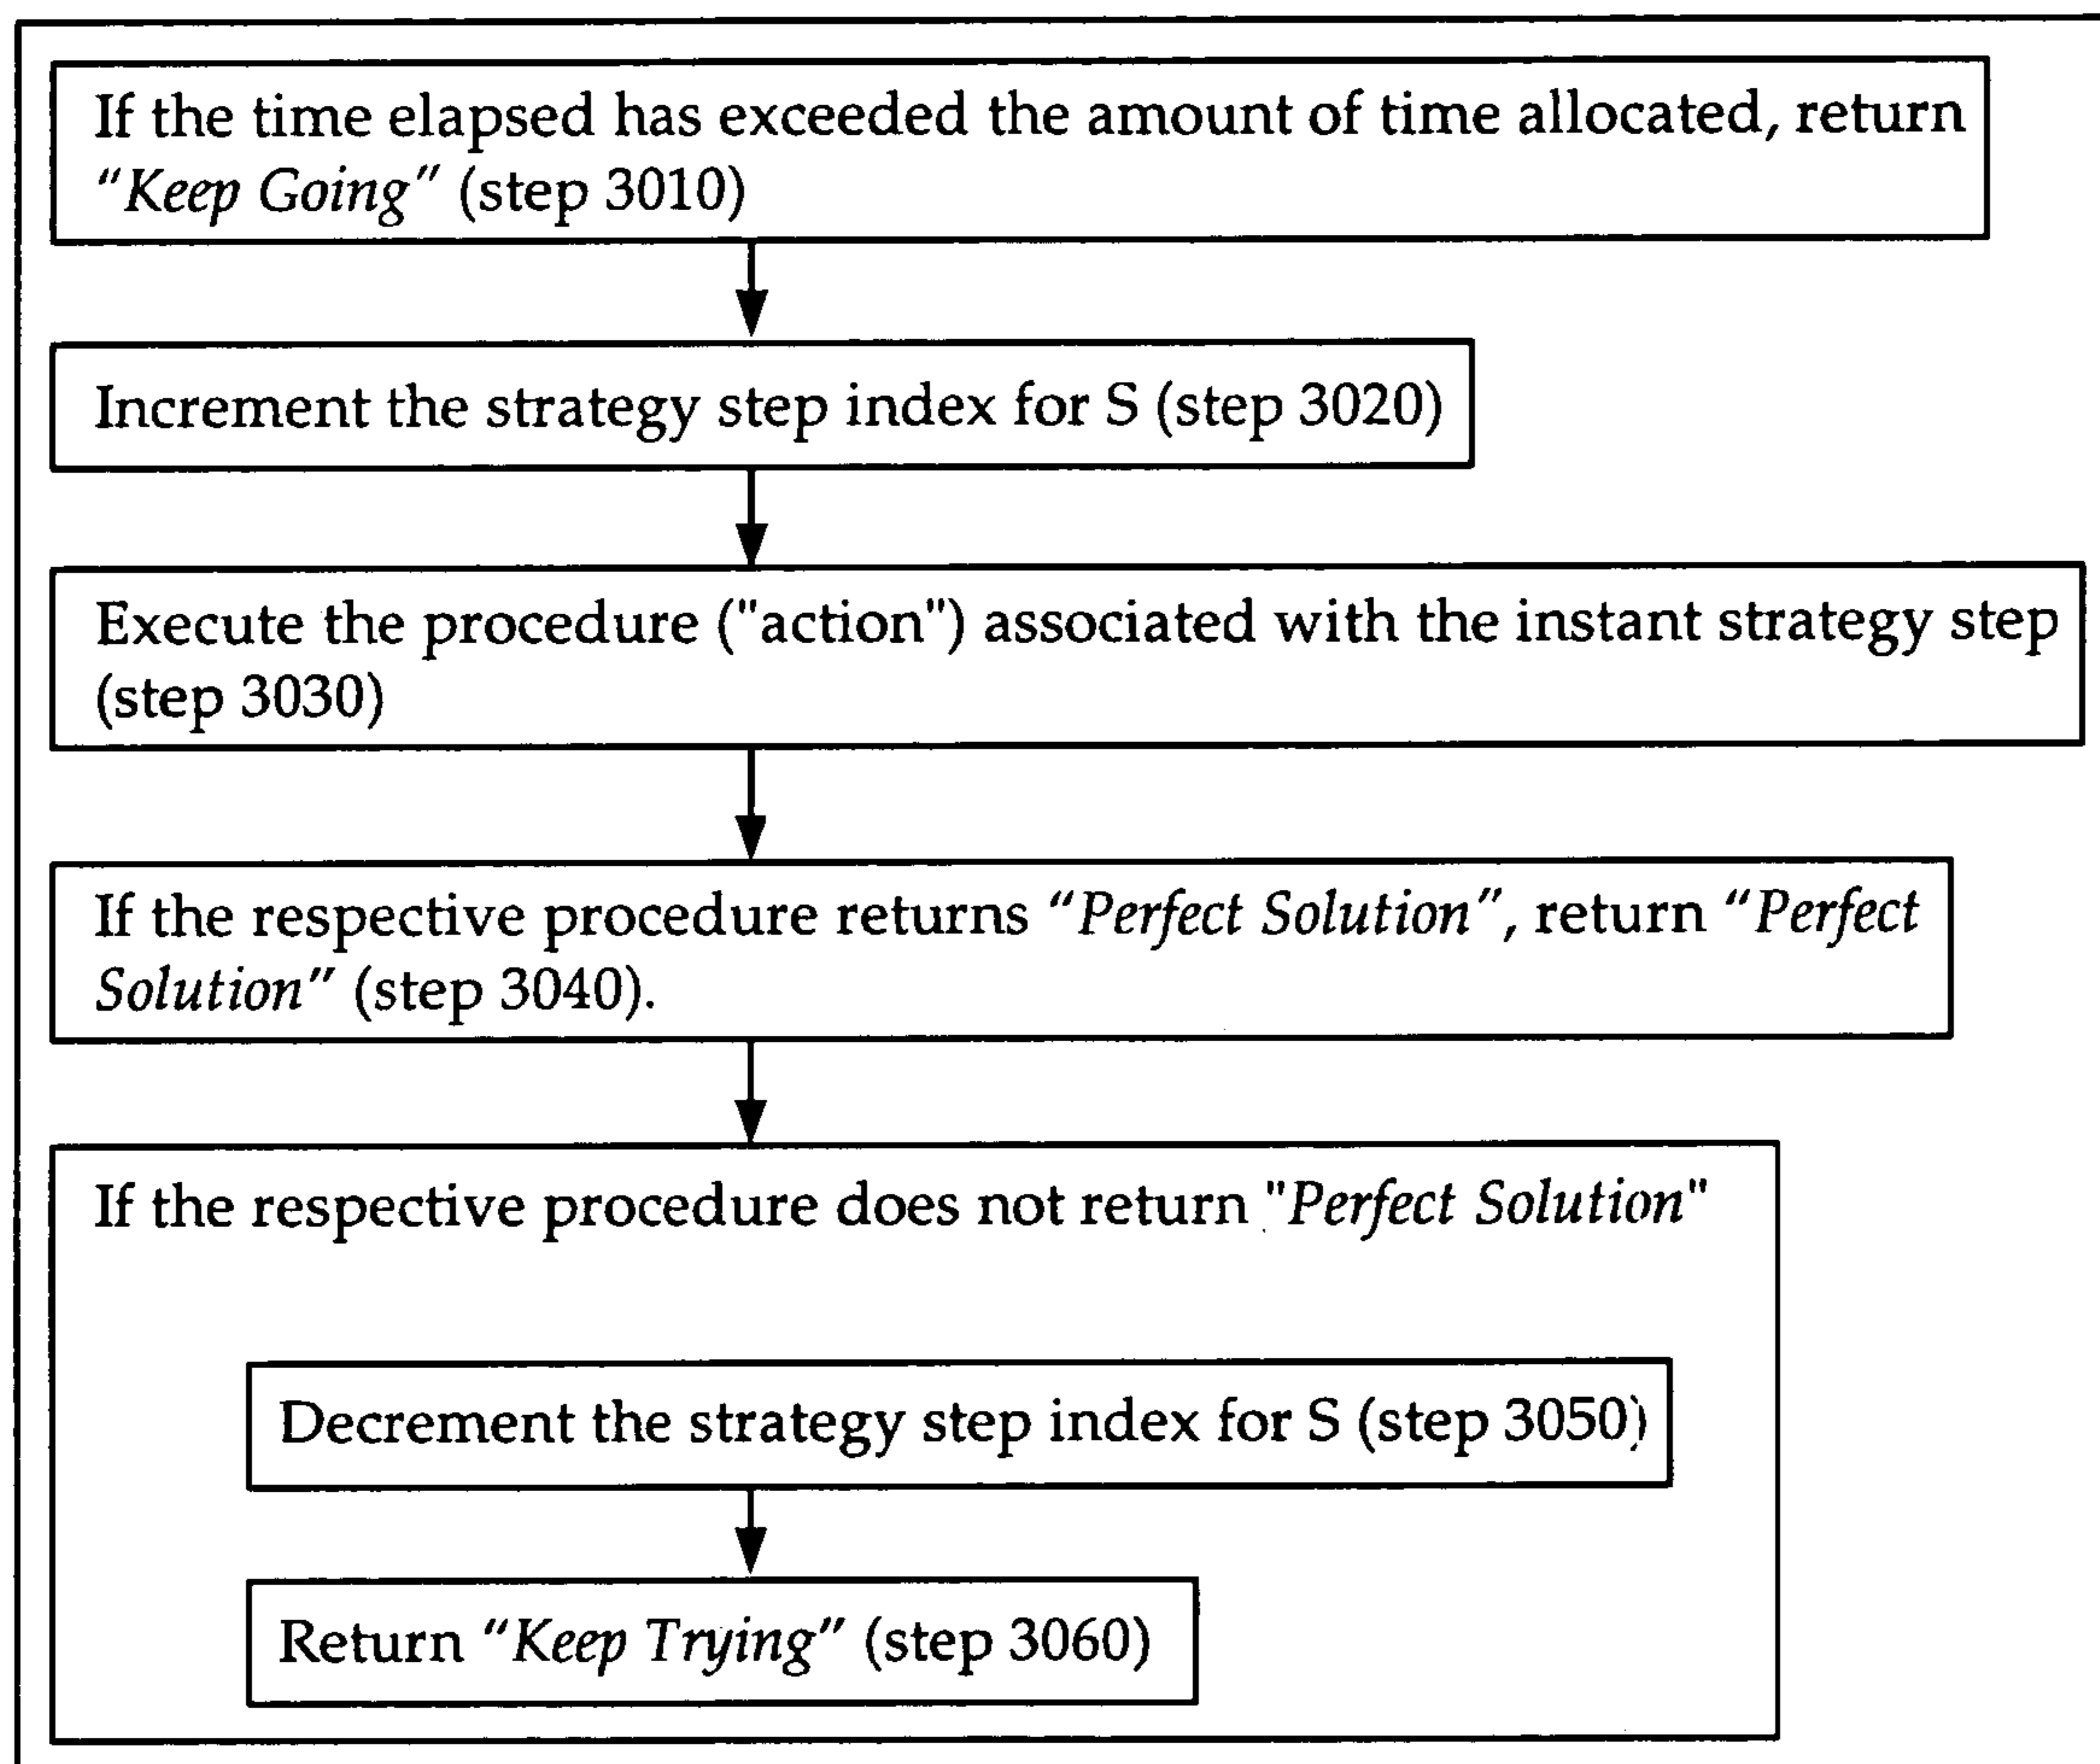 If the time elapsed has exceeded the amount of time allocated, return
“Keep Going” (step 3010)
Increment the strategy step index for S (step 3020)
Execute the procedure ("action") associated with the instant strategy step
(step 3030)
If the respective procedure returns “Perfect Solution”, return “Perfect
Solution” (step 3040).
If the respective procedure does not return "Perfect Solution"
Decrement the strategy step index for S (step 3050)
Return “Keep Trying” (step 3060)